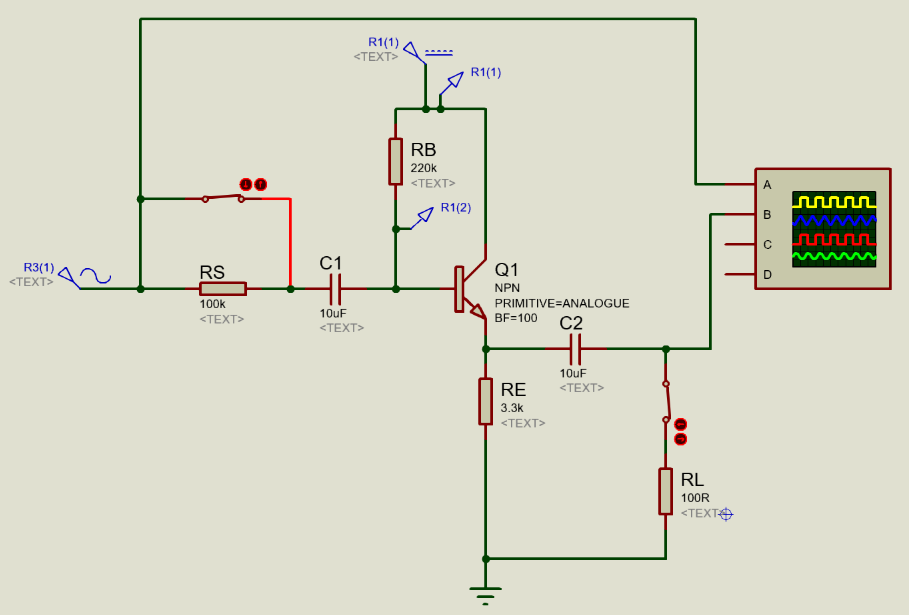 R1(1)
<TEXT>
R1(1)
RB
220k
<TEXT>
R1(2)
A
B
C
D
R3(1)
<TEXT>
RS
100k
<TEXT>
C1
10uF
<TEXT>
Q1
NPN
PRIMITIVE=ANALOGUE
BF=100
C2
10uF
<TEXT>
RE
3.3k
<TEXT>
RL
100R
<TEXT>